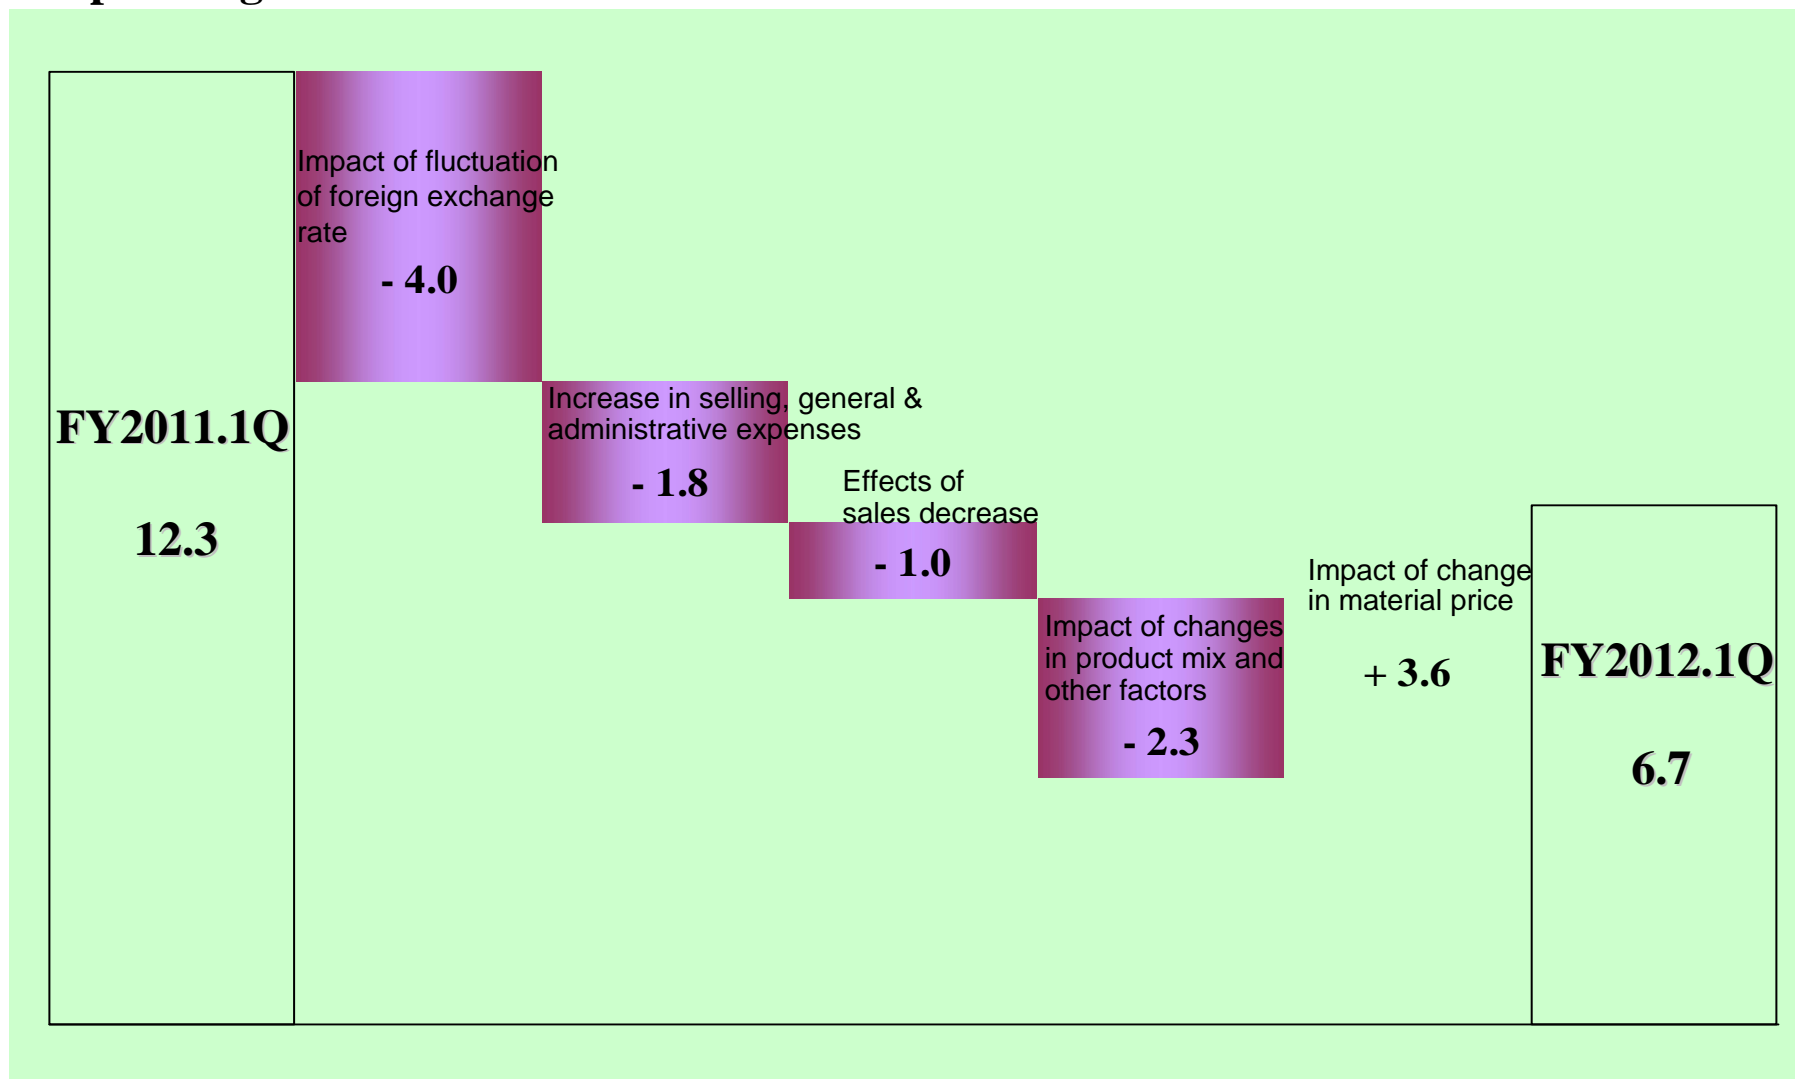 FY2011.1Q
12.3
Impact of fluctuation
of foreign exchange
rate
- 4.0
Increase in selling, general &
administrative expenses
- 1.8
Effects of
sales decrease
- 1.0
Impact of changes
in product mix and
other factors
- 2.3
Impact of change
in material price
+ 3.6
FY2012.1Q
6.7